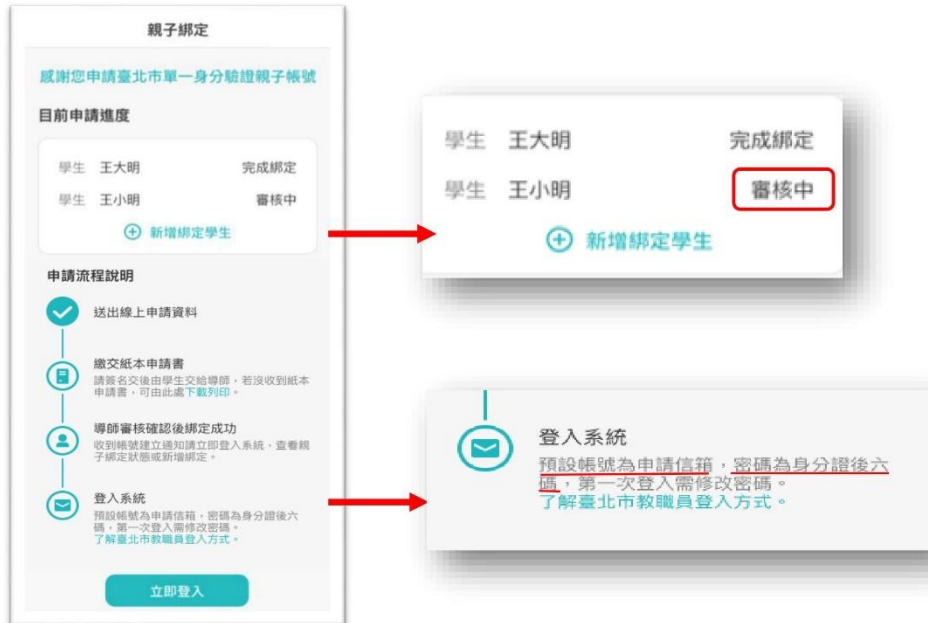 親子綁定
感謝您申請臺北市單一身分驗證親子帳號
目前申請進度
學生 王大明 完成綁定
學生 王小明 審核中
新增綁定學生
申請流程說明
送出線上申請資料
繳交紙本申請書
請簽名交後由學生交給導師，若沒收到紙本
申請書，可由此處下載列印。
導師審核確認後綁定成功
收到帳號建立通知請立即登入系統，查看親
子綁定狀態或新增綁定。
登入系統
預設帳號為申請信箱，密碼為身分證後六
碼，第一次登入需修改密碼。
了解臺北市教職員登入方式。
立即登入
學生 王大明 完成綁定
學生 王小明 審核中
新增綁定學生
登入系統
預設帳號為申請信箱，密碼為身分證後六
碼，第一次登入需修改密碼。
了解臺北市教職員登入方式。